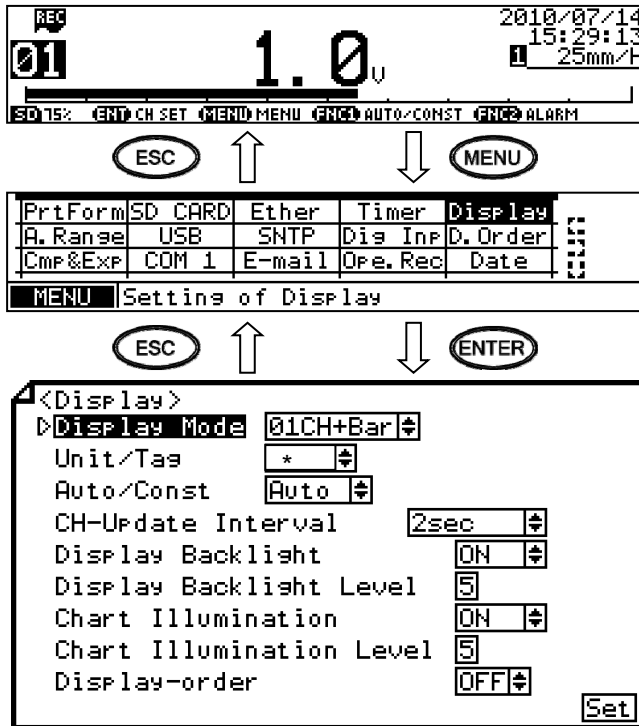 REC 2010/07/14
15:29:13
01 1.0 V 1 25mm/H
SD 75% ENT CH SET MENU MENU FNC1 AUTO/CONST FNC2 ALARM
ESC MENU
PrtForm SD CARD Ether Timer Display
A.Range USB SNTP Dig Inp D.Order
Cmp&Exp COM 1 E-mail Ope.Rec Date
MENU Setting of Display
ESC ENTER
<Display>
Display Mode 01CH+Bar
Unit/Tag *
Auto/Const Auto
CH-Update Interval 2sec
Display Backlight ON
Display Backlight Level 5
Chart Illumination ON
Chart Illumination Level 5
Display-order OFF
Set